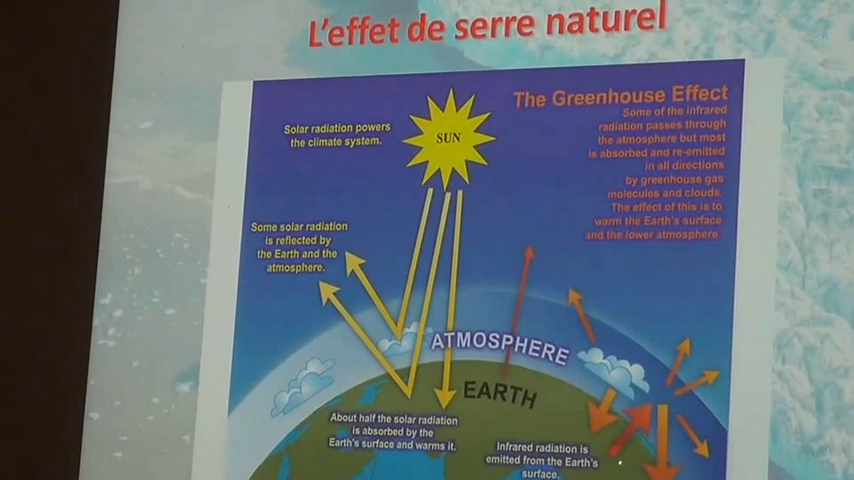 L'effet de serre naturel
The Greenhouse Effect
Some of the infrared
radiation passes through
the atmosphere but most
is absorbed and re-emitted
in all directions
by greenhouse gas
molecules and clouds.
The effect of this is to
warm the Earth's surface
and the lower atmosphere.
Solar radiation powers
the climate system.
SUN
Some solar radiation
is reflected by
the Earth and the
atmosphere.
ATMOSPHERE
EARTH
About half the solar radiation
is absorbed by the
Earth's surface and warms it.
Infrared radiation is
emitted from the Earth's
surface.